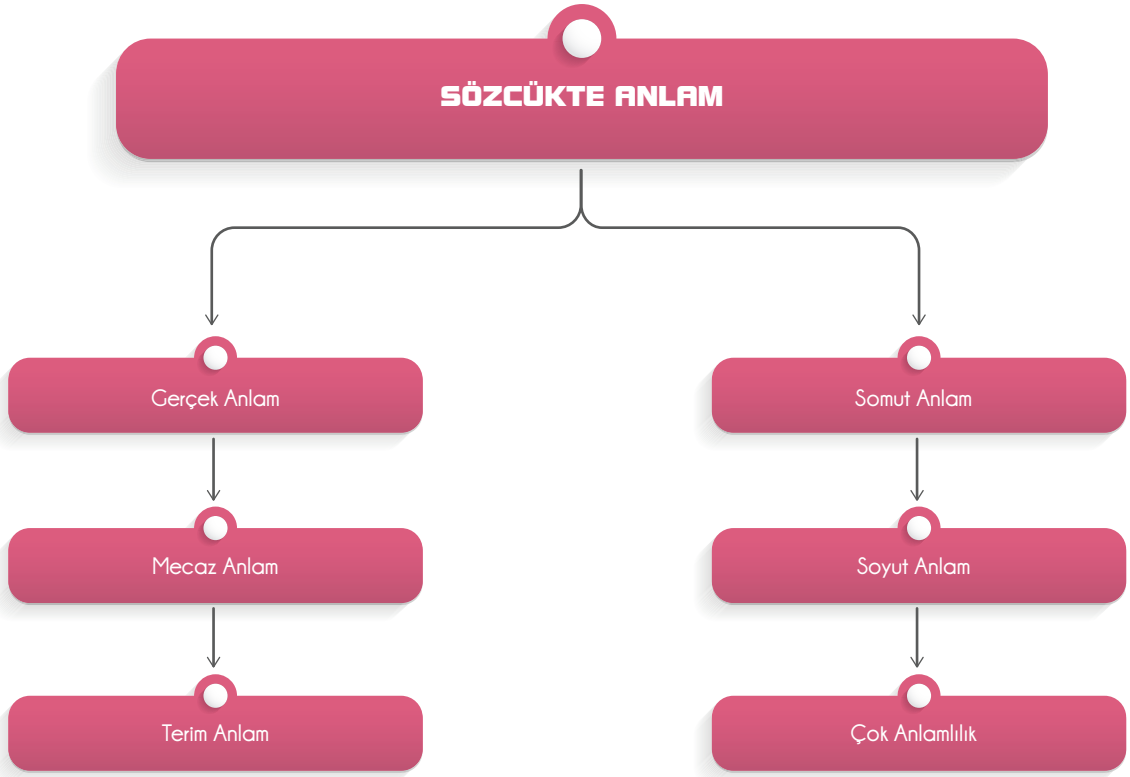 SÖZCÜKTE ANLAM
Gerçek Anlam
Somut Anlam
Mecaz Anlam
Soyut Anlam
Terim Anlam
Çok Anlamlılık